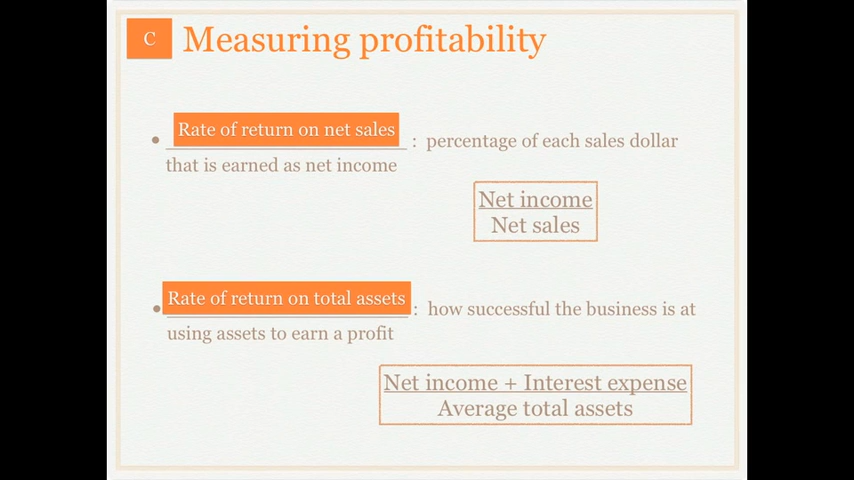 C Measuring profitability
• Rate of return on net sales : percentage of each sales dollar
that is earned as net income
Net income
Net sales
• Rate of return on total assets : how successful the business is at
using assets to earn a profit
Net income + Interest expense
Average total assets